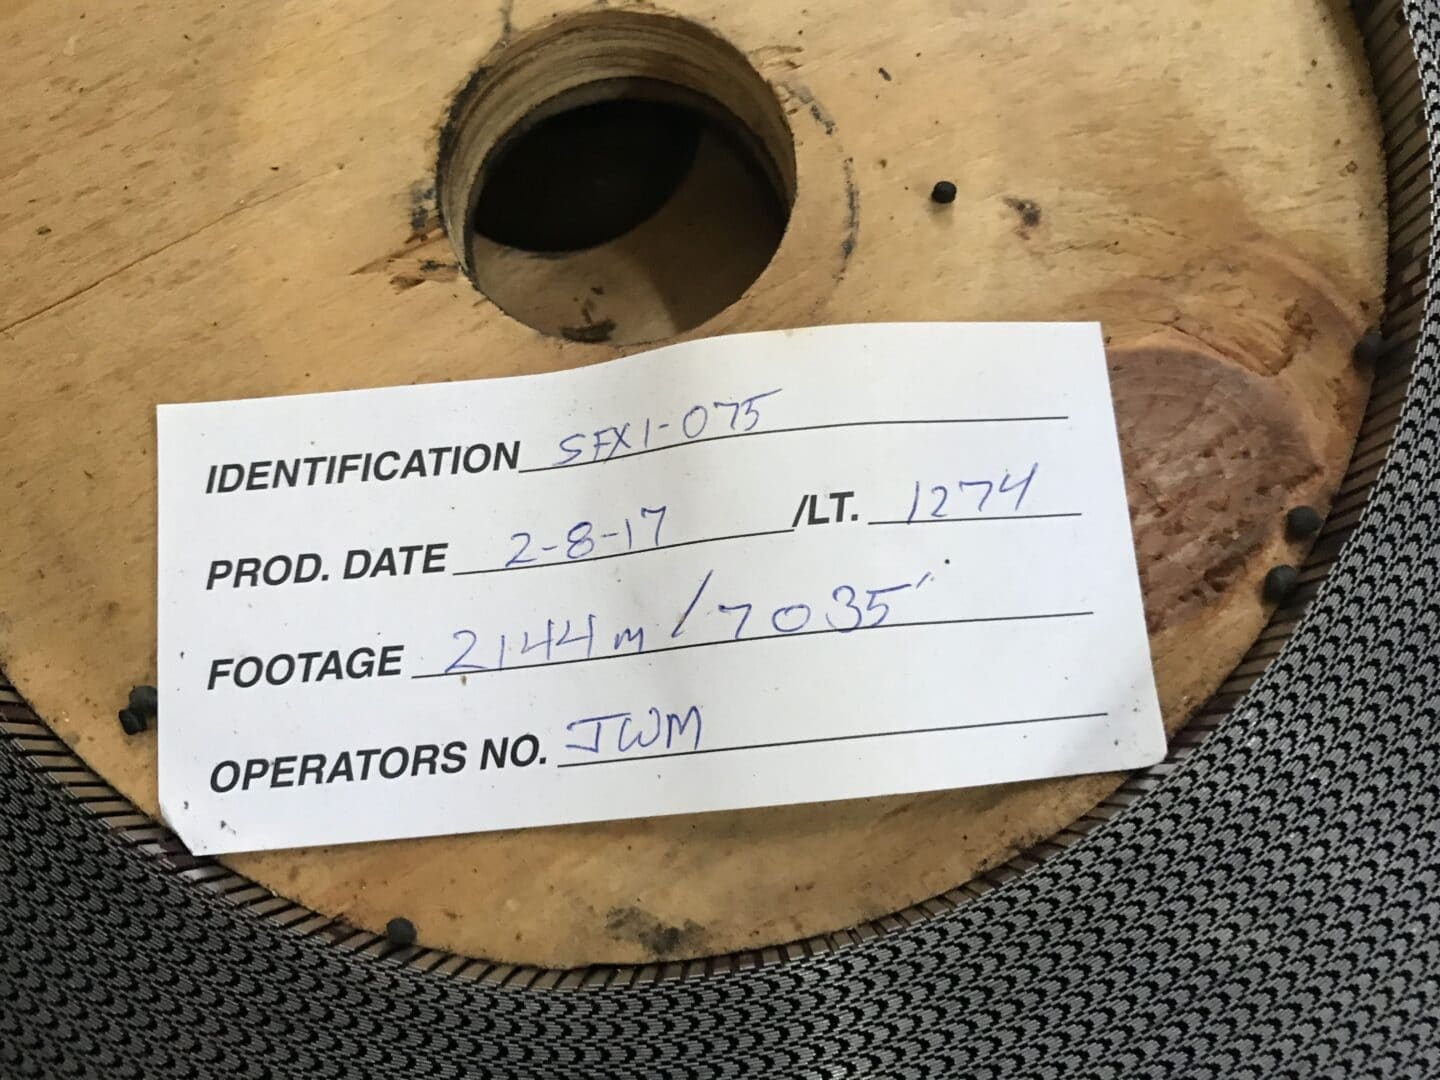 IDENTIFICATION SFX1-075
PROD. DATE 2-8-17 /LT. 1274
FOOTAGE 2144m / 7035'
OPERATORS NO. JWM